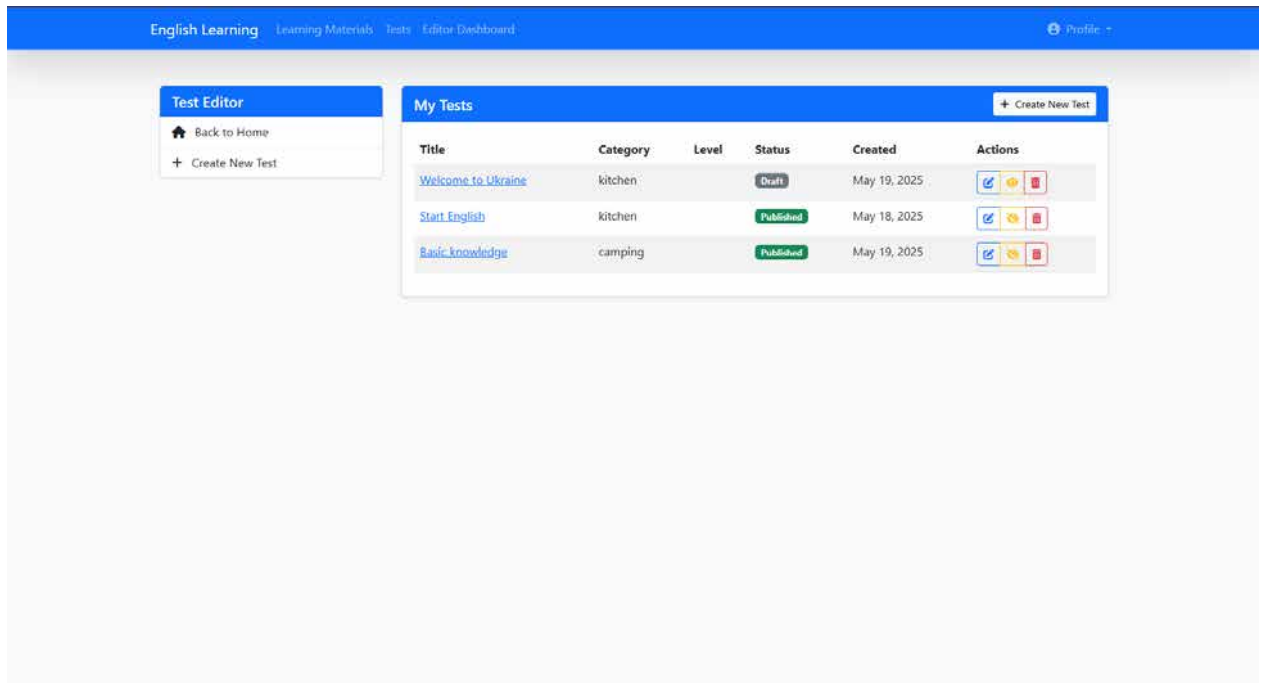 English Learning Learning Materials Tests Editor Dashboard Profile
Test Editor
Back to Home
Create New Test
My Tests + Create New Test
Title Category Level Status Created Actions
Welcome to Ukraine kitchen Draft May 19, 2025
Start English kitchen Published May 18, 2025
Basic knowledge camping Published May 19, 2025